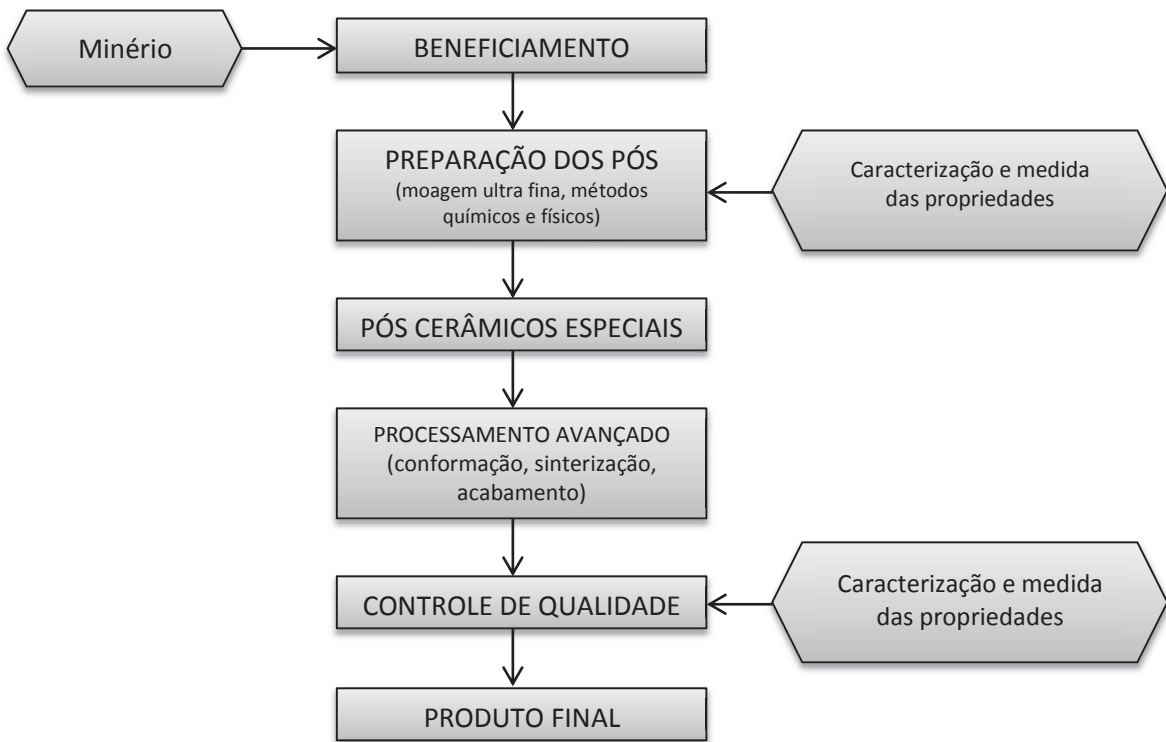 Minério
BENEFICIAMENTO
PREPARAÇÃO DOS PÓS
(moagem ultra fina, métodos
químicos e físicos)
Caracterização e medida
das propriedades
PÓS CERÂMICOS ESPECIAIS
PROCESSAMENTO AVANÇADO
(conformação, sinterização,
acabamento)
CONTROLE DE QUALIDADE
Caracterização e medida
das propriedades
PRODUTO FINAL